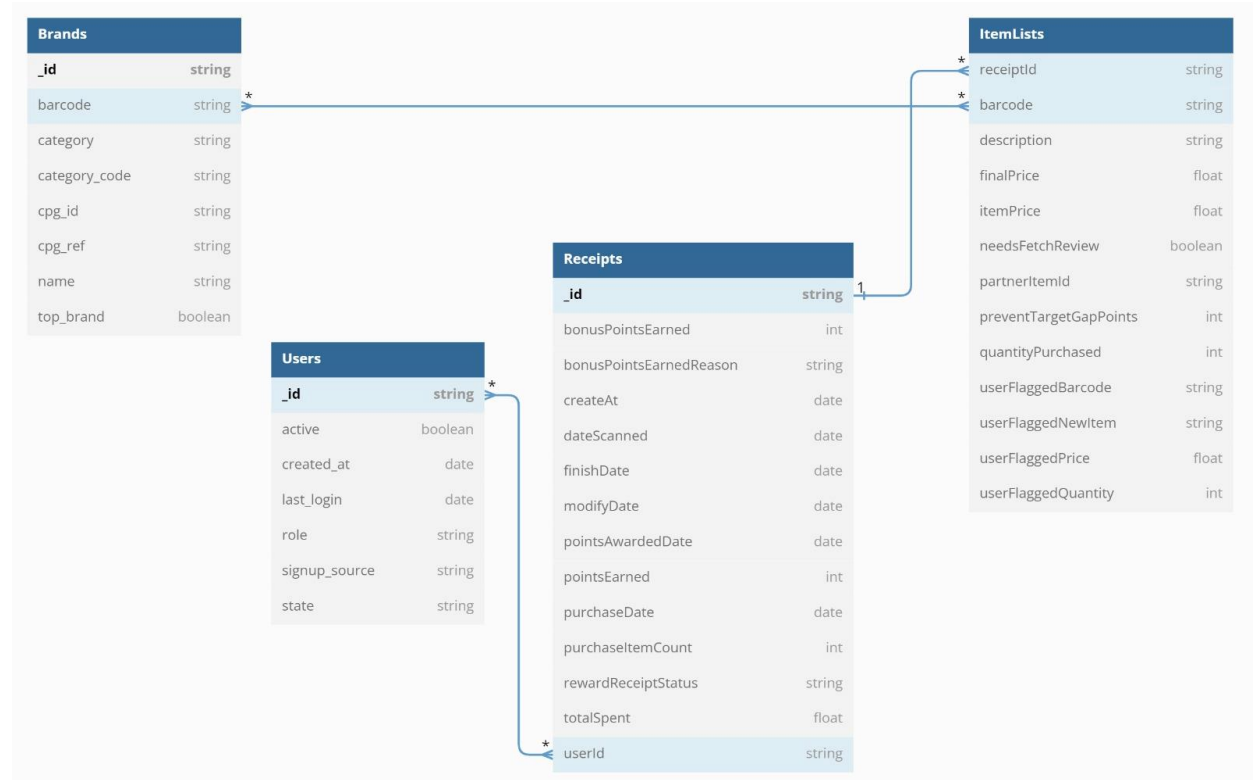 Brands
_id string
barcode string
category string
category_code string
cpg_id string
cpg_ref string
name string
top_brand boolean
*
Users
_id string
active boolean
created_at date
last_login date
role string
signup_source string
state string
*
Receipts
_id string
bonusPointsEarned int
bonusPointsEarnedReason string
createAt date
dateScanned date
finishDate date
modifyDate date
pointsAwardedDate date
pointsEarned int
purchaseDate date
purchaseItemCount int
rewardReceiptStatus string
totalSpent float
userId string
1
*
ItemLists
receiptId string
barcode string
description string
finalPrice float
itemPrice float
needsFetchReview boolean
partnerItemId string
preventTargetGapPoints int
quantityPurchased int
userFlaggedBarcode string
userFlaggedNewItem string
userFlaggedPrice float
userFlaggedQuantity int
*
*